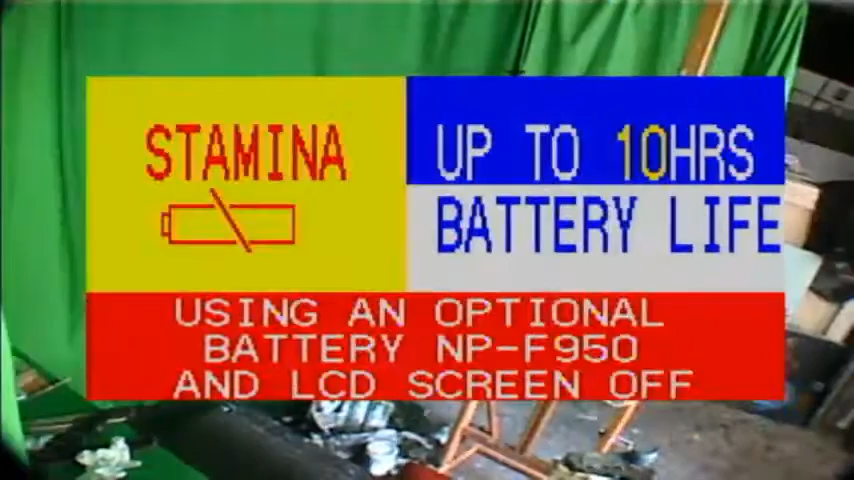 STAMINA
UP TO 10HRS
BATTERY LIFE
USING AN OPTIONAL
BATTERY NP-F950
AND LCD SCREEN OFF